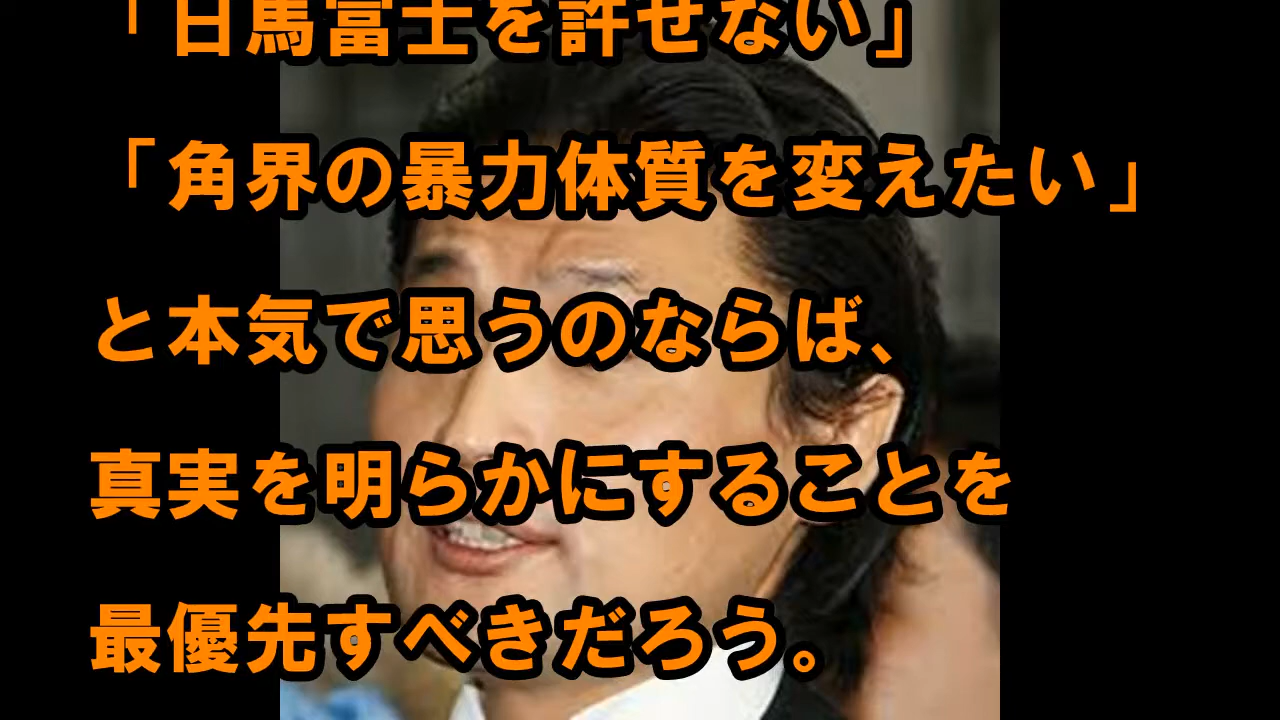 「日馬富士を許せない」
「角界の暴力体質を変えたい」
と本気で思うのならば、
真実を明らかにすることを
最優先すべきだろう。